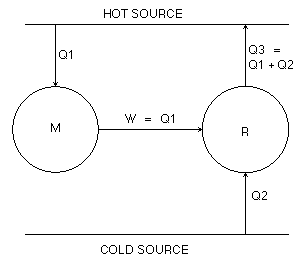 HOT SOURCE
Q1
Q3 =
Q1 + Q2
M
W = Q1
R
Q2
COLD SOURCE